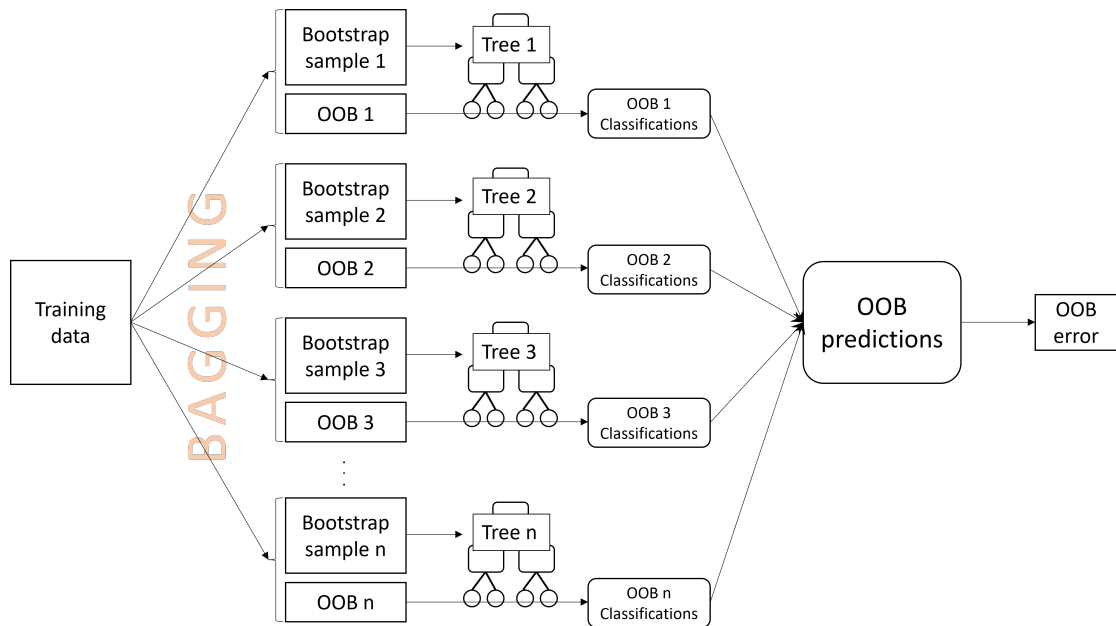 Training
data
BAGGING
Bootstrap
sample 1
Tree 1
OOB 1
OOB 1
Classifications
Bootstrap
sample 2
Tree 2
OOB 2
OOB 2
Classifications
Bootstrap
sample 3
Tree 3
OOB 3
OOB 3
Classifications
Bootstrap
sample n
Tree n
OOB n
OOB n
Classifications
OOB
predictions
OOB
error